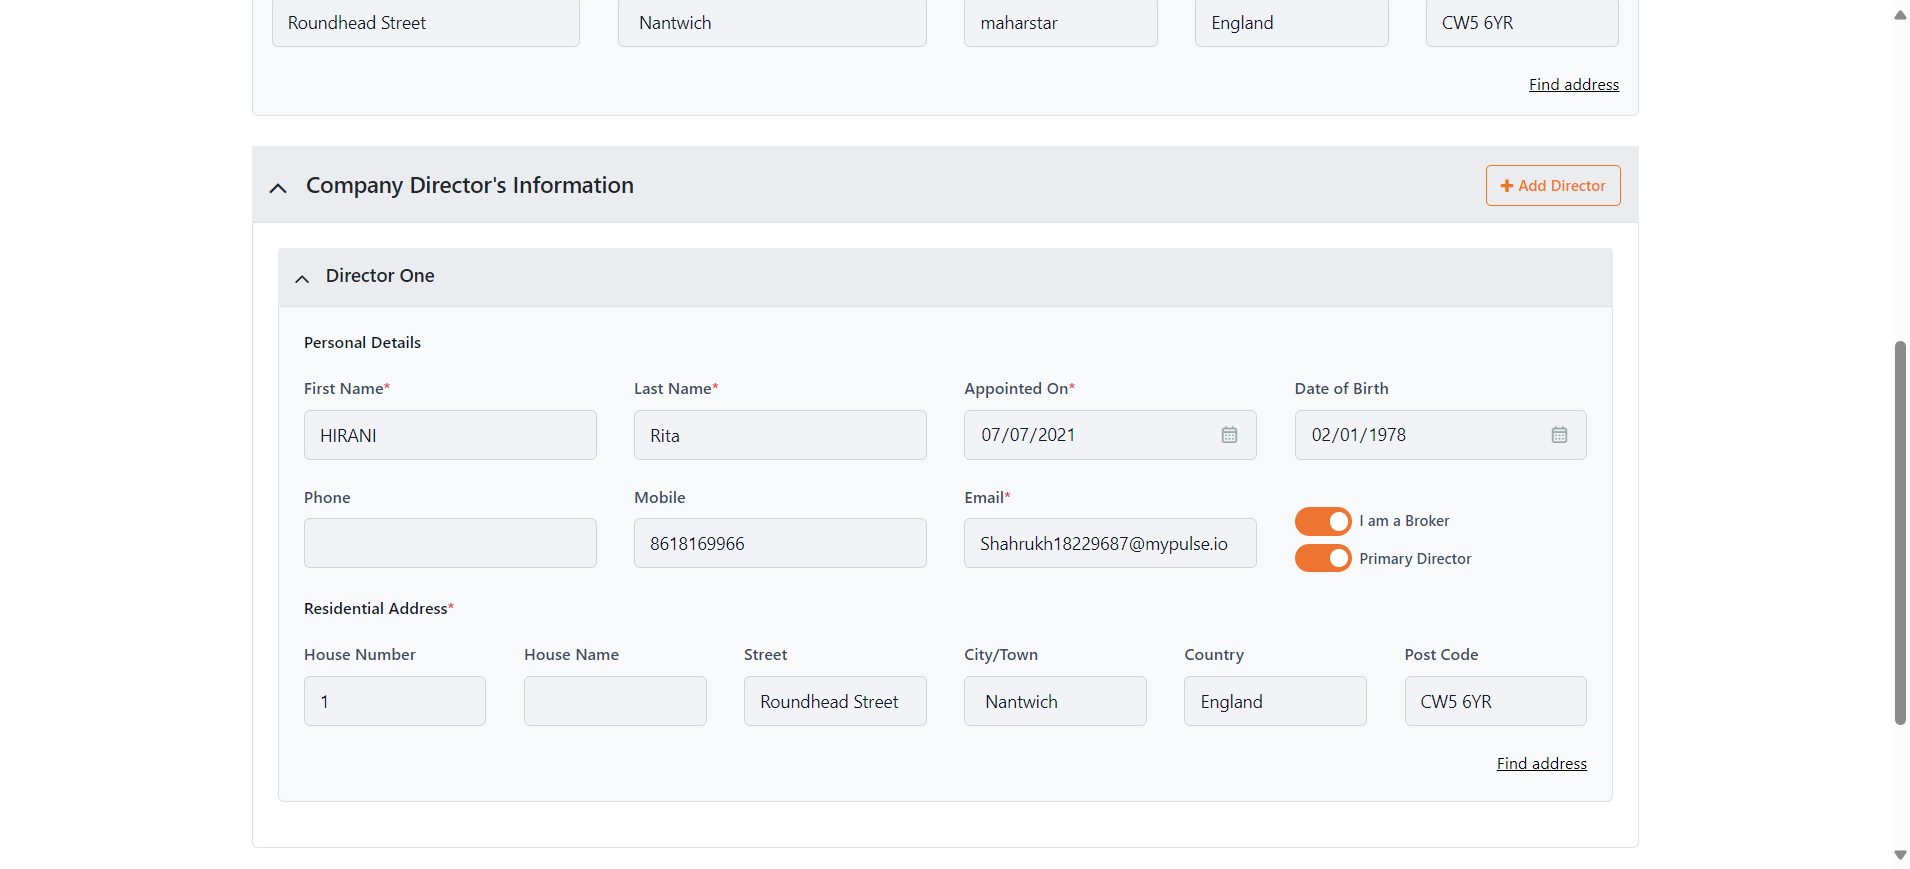 Roundhead Street Nantwich maharstar England CW5 6YR
Find address
Company Director's Information Add Director
Director One
Personal Details
First Name* Last Name* Appointed On* Date of Birth
HIRANI Rita 07/07/2021 02/01/1978
Phone Mobile Email*
I am a Broker
8618169966 Shahrukh18229687@mypulse.io
Primary Director
Residential Address*
House Number House Name Street City/Town Country Post Code
1 Roundhead Street Nantwich England CW5 6YR
Find address